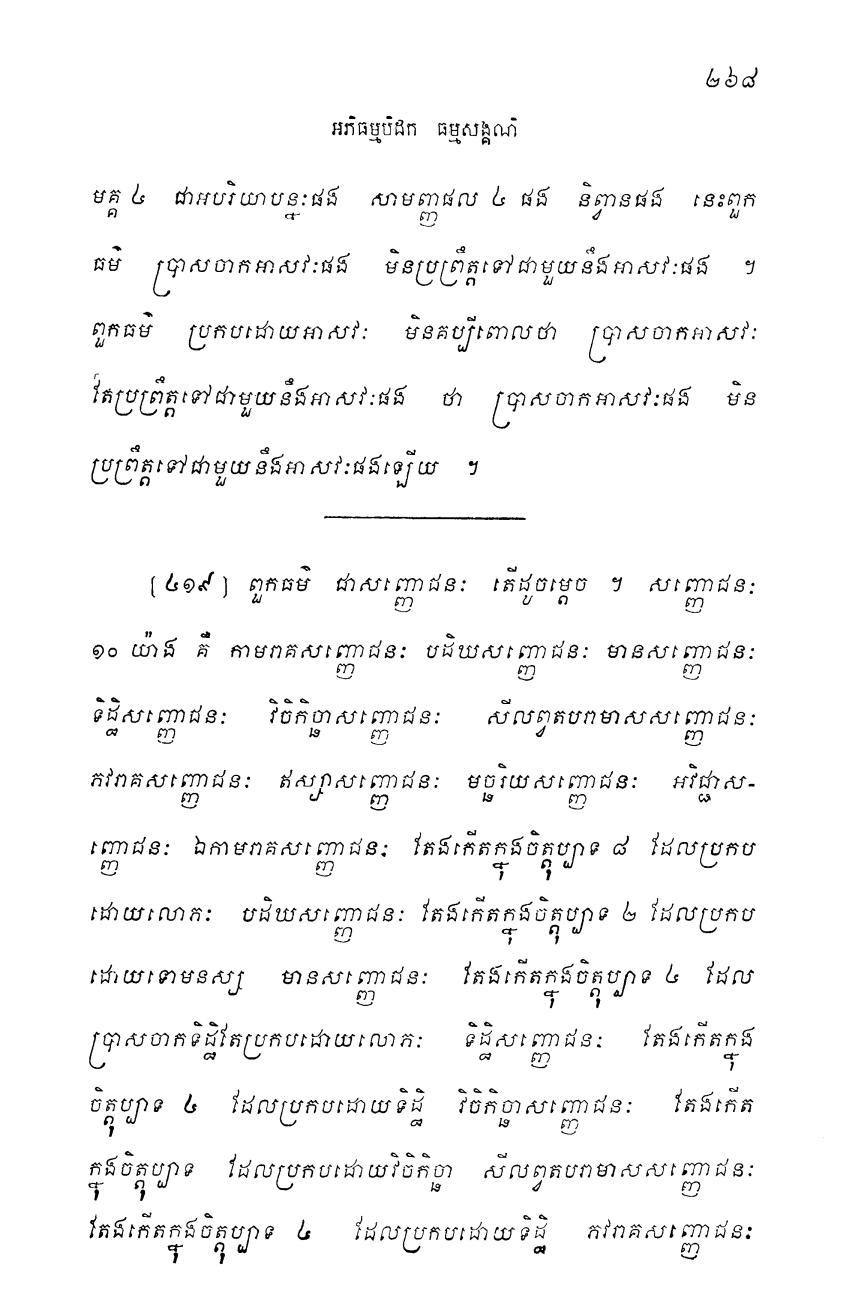 ២៦៨
អភិធម្មបិដក ធម្មសង្គណិ
មគ្គ ៤ ជាអបរិយាបន្នៈផង សាមញ្ញផល ៤ ផង និព្វានផង នេះពួក
ធម៌ ប្រាសចាកអាសវៈផង មិនប្រព្រឹត្តទៅជាមួយនឹងអាសវៈផង ។
ពួកធម៌ ប្រកបដោយអាសវៈ មិនគប្បីពោលថា ប្រាសចាកអាសវៈ
តែប្រព្រឹត្តទៅជាមួយនឹងអាសវៈផង ថា ប្រាសចាកអាសវៈផង មិន
ប្រព្រឹត្តទៅជាមួយនឹងអាសវៈផងឡើយ ។
[៤១៩] ពួកធម៌ ជាសញ្ញោជនៈ តើដូចម្តេច ។ សញ្ញោជនៈ
១០ យ៉ាង គឺ កាមរាគសញ្ញោជនៈ បដិឃសញ្ញោជនៈ មានសញ្ញោជនៈ
ទិដ្ឋិសញ្ញោជនៈ វិចិកិច្ឆាសញ្ញោជនៈ សីលព្វតបរាមាសសញ្ញោជនៈ
ភវរាគសញ្ញោជនៈ ឥស្សាសញ្ញោជនៈ មច្ឆរិយសញ្ញោជនៈ អវិជ្ជាស-
ញ្ញោជនៈ ឯកាមរាគសញ្ញោជនៈ តែងកើតក្នុងចិត្តុប្បាទ ៨ ដែលប្រកប
ដោយលោភៈ បដិឃសញ្ញោជនៈ តែងកើតក្នុងចិត្តុប្បាទ ២ ដែលប្រកប
ដោយទោមនស្ស មានសញ្ញោជនៈ តែងកើតក្នុងចិត្តុប្បាទ ៤ ដែល
ប្រាសចាកទិដ្ឋិតែប្រកបដោយលោភៈ ទិដ្ឋិសញ្ញោជនៈ តែងកើតក្នុង
ចិត្តុប្បាទ ៤ ដែលប្រកបដោយទិដ្ឋិ វិចិកិច្ឆាសញ្ញោជនៈ តែងកើត
ក្នុងចិត្តុប្បាទ ដែលប្រកបដោយវិចិកិច្ឆា សីលព្វតបរាមាសសញ្ញោជនៈ
តែងកើតក្នុងចិត្តុប្បាទ ៤ ដែលប្រកបដោយទិដ្ឋិ ភវរាគសញ្ញោជនៈ